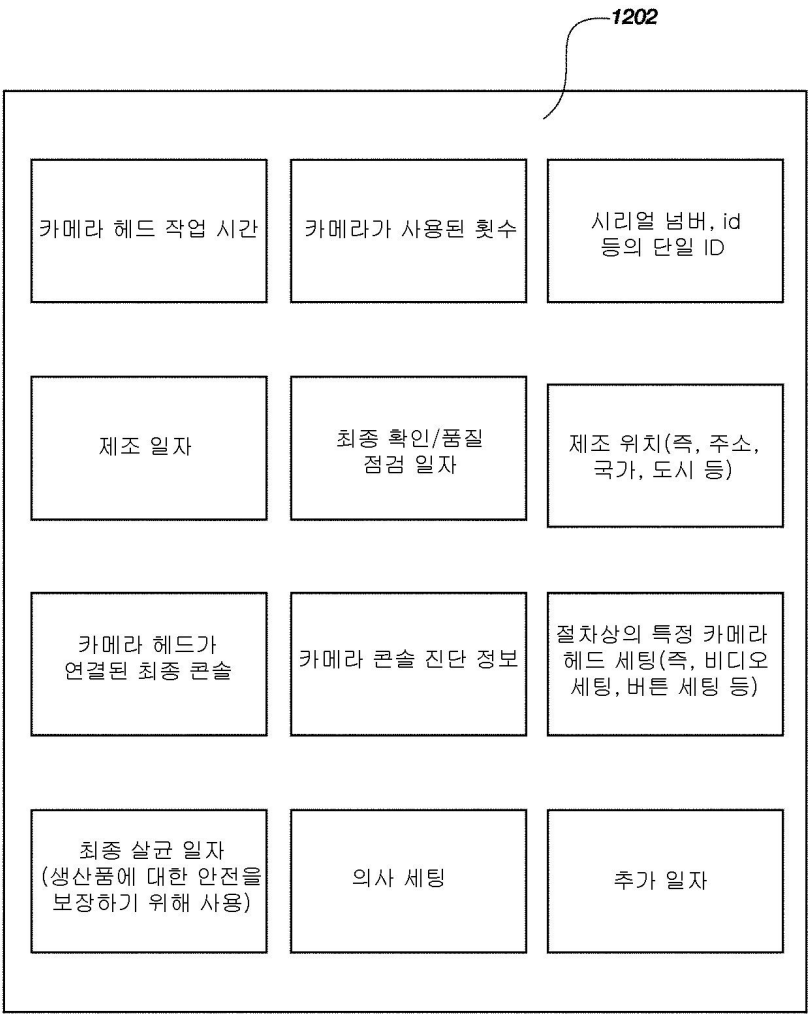 1202
카메라 헤드 작업 시간
카메라가 사용된 횟수
시리얼 넘버, id
등의 단일 ID
제조 일자
최종 확인/품질
점검 일자
제조 위치(즉, 주소,
국가, 도시 등)
카메라 헤드가
연결된 최종 콘솔
카메라 콘솔 진단 정보
절차상의 특정 카메라
헤드 세팅(즉, 비디오
세팅, 버튼 세팅 등)
최종 살균 일자
(생산품에 대한 안전을
보장하기 위해 사용)
의사 세팅
추가 일자